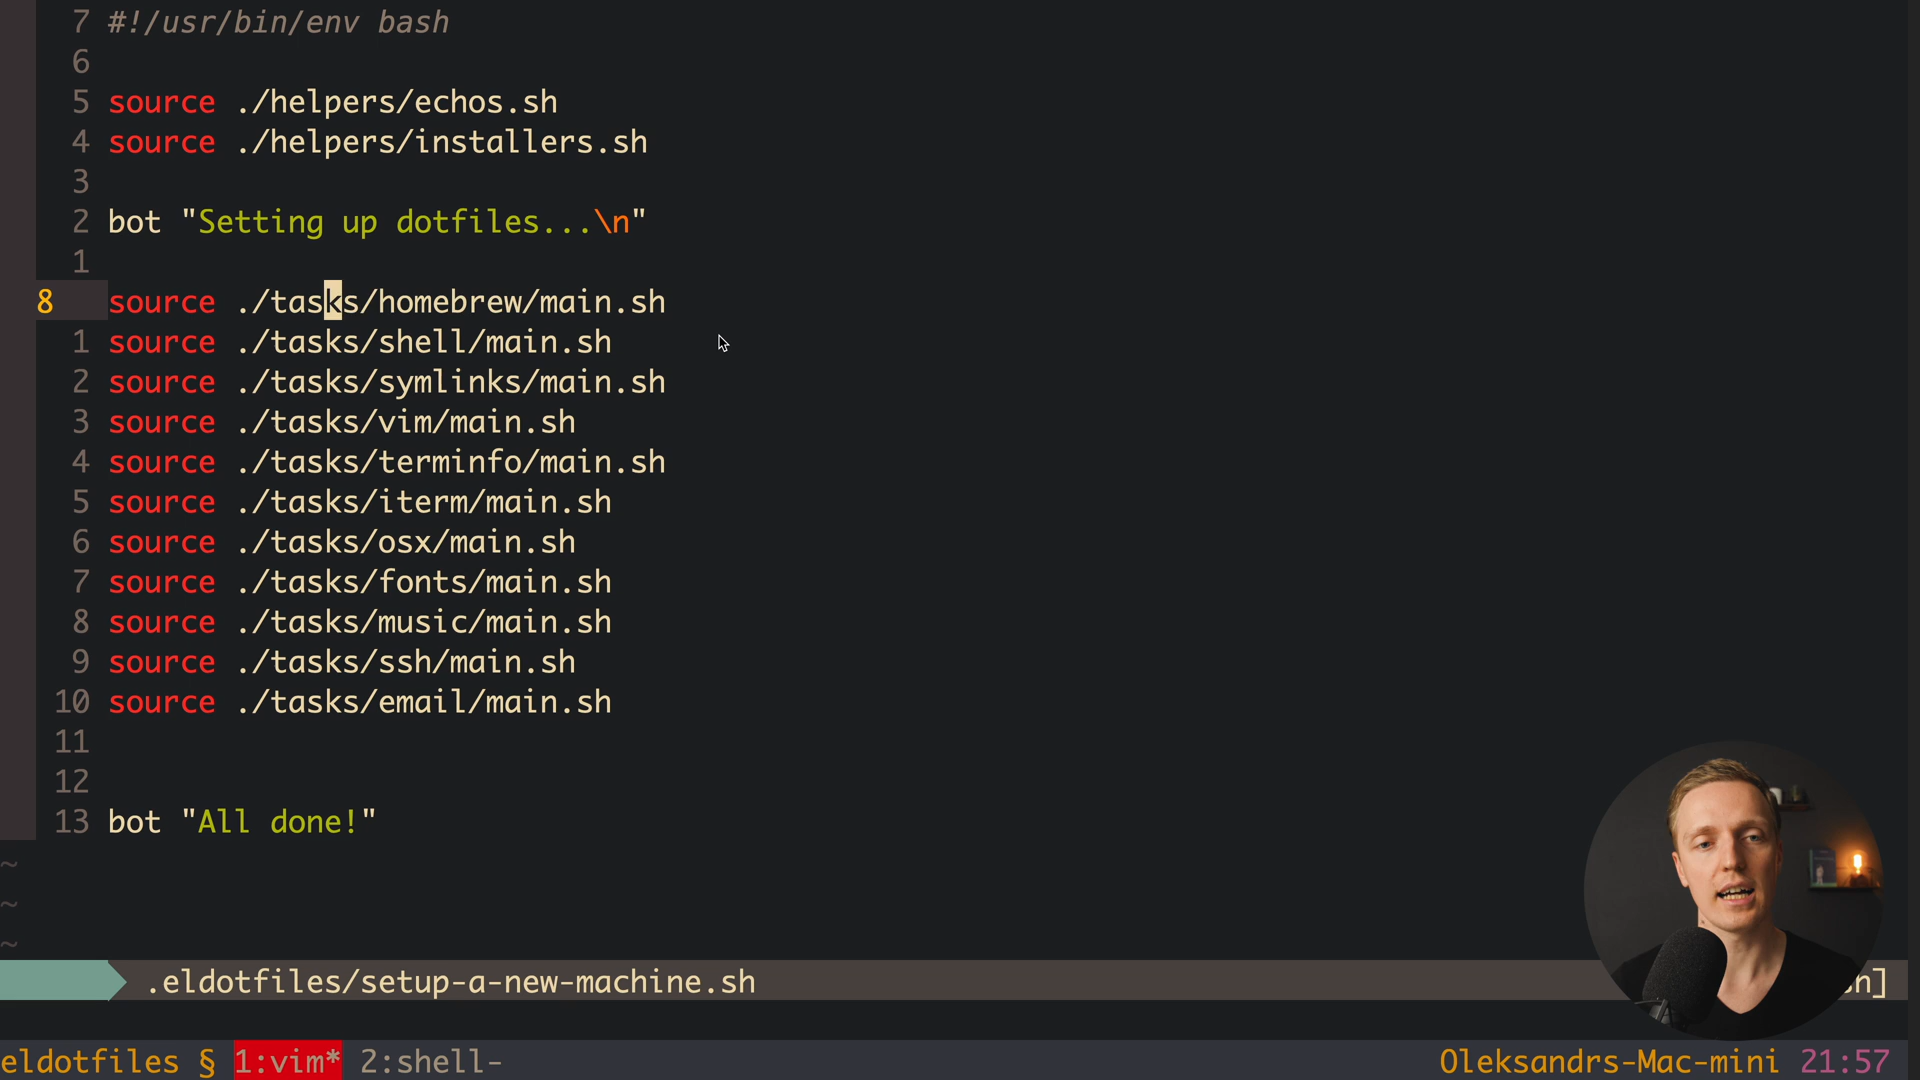 7 #!/usr/bin/env bash
6
5 source ./helpers/echos.sh
4 source ./helpers/installers.sh
3
2 bot "Setting up dotfiles...\n"
1
8 source ./tasks/homebrew/main.sh
1 source ./tasks/shell/main.sh
2 source ./tasks/symlinks/main.sh
3 source ./tasks/vim/main.sh
4 source ./tasks/terminfo/main.sh
5 source ./tasks/iterm/main.sh
6 source ./tasks/osx/main.sh
7 source ./tasks/fonts/main.sh
8 source ./tasks/music/main.sh
9 source ./tasks/ssh/main.sh
10 source ./tasks/email/main.sh
11
12
13 bot "All done!"
~
~
~
.eldotfiles/setup-a-new-machine.sh
eldotfiles § 1:vim* 2:shell- Oleksandrs-Mac-mini 21:57